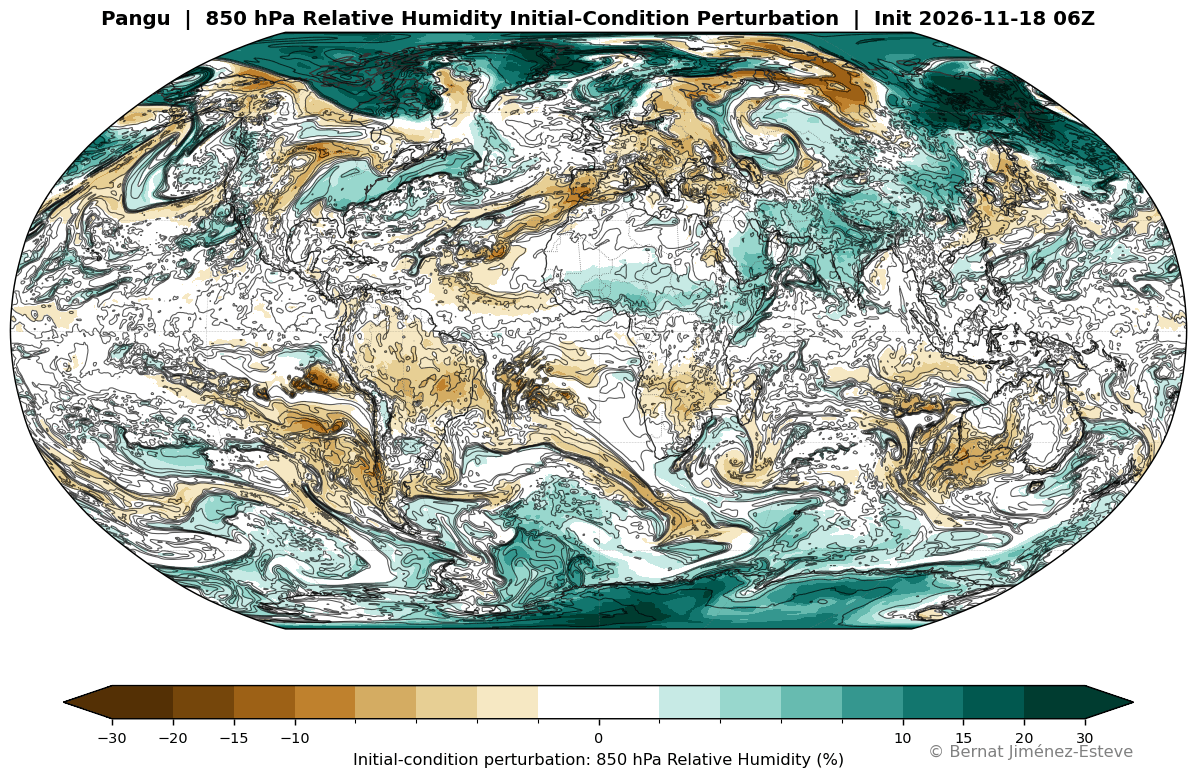 Pangu | 850 hPa Relative Humidity Initial-Condition Perturbation | Init 2026-11-18 06Z
−30 −20 −15 −10 0 10 15 20 30
Initial-condition perturbation: 850 hPa Relative Humidity (%)
© Bernat Jiménez-Esteve